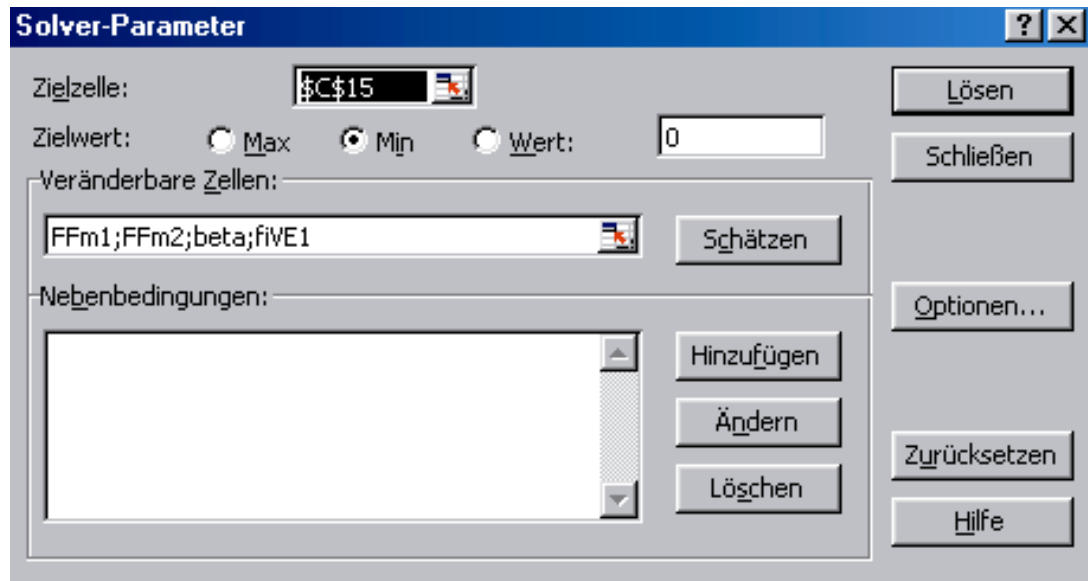 Solver-Parameter
Zielzelle: $C$15
Lösen
Zielwert: Max Min Wert: 0
Schließen
Veränderbare Zellen:
FFm1;FFm2;beta;fiVE1
Schätzen
Nebenbedingungen:
Optionen...
Hinzufügen
Ändern
Zurücksetzen
Löschen
Hilfe